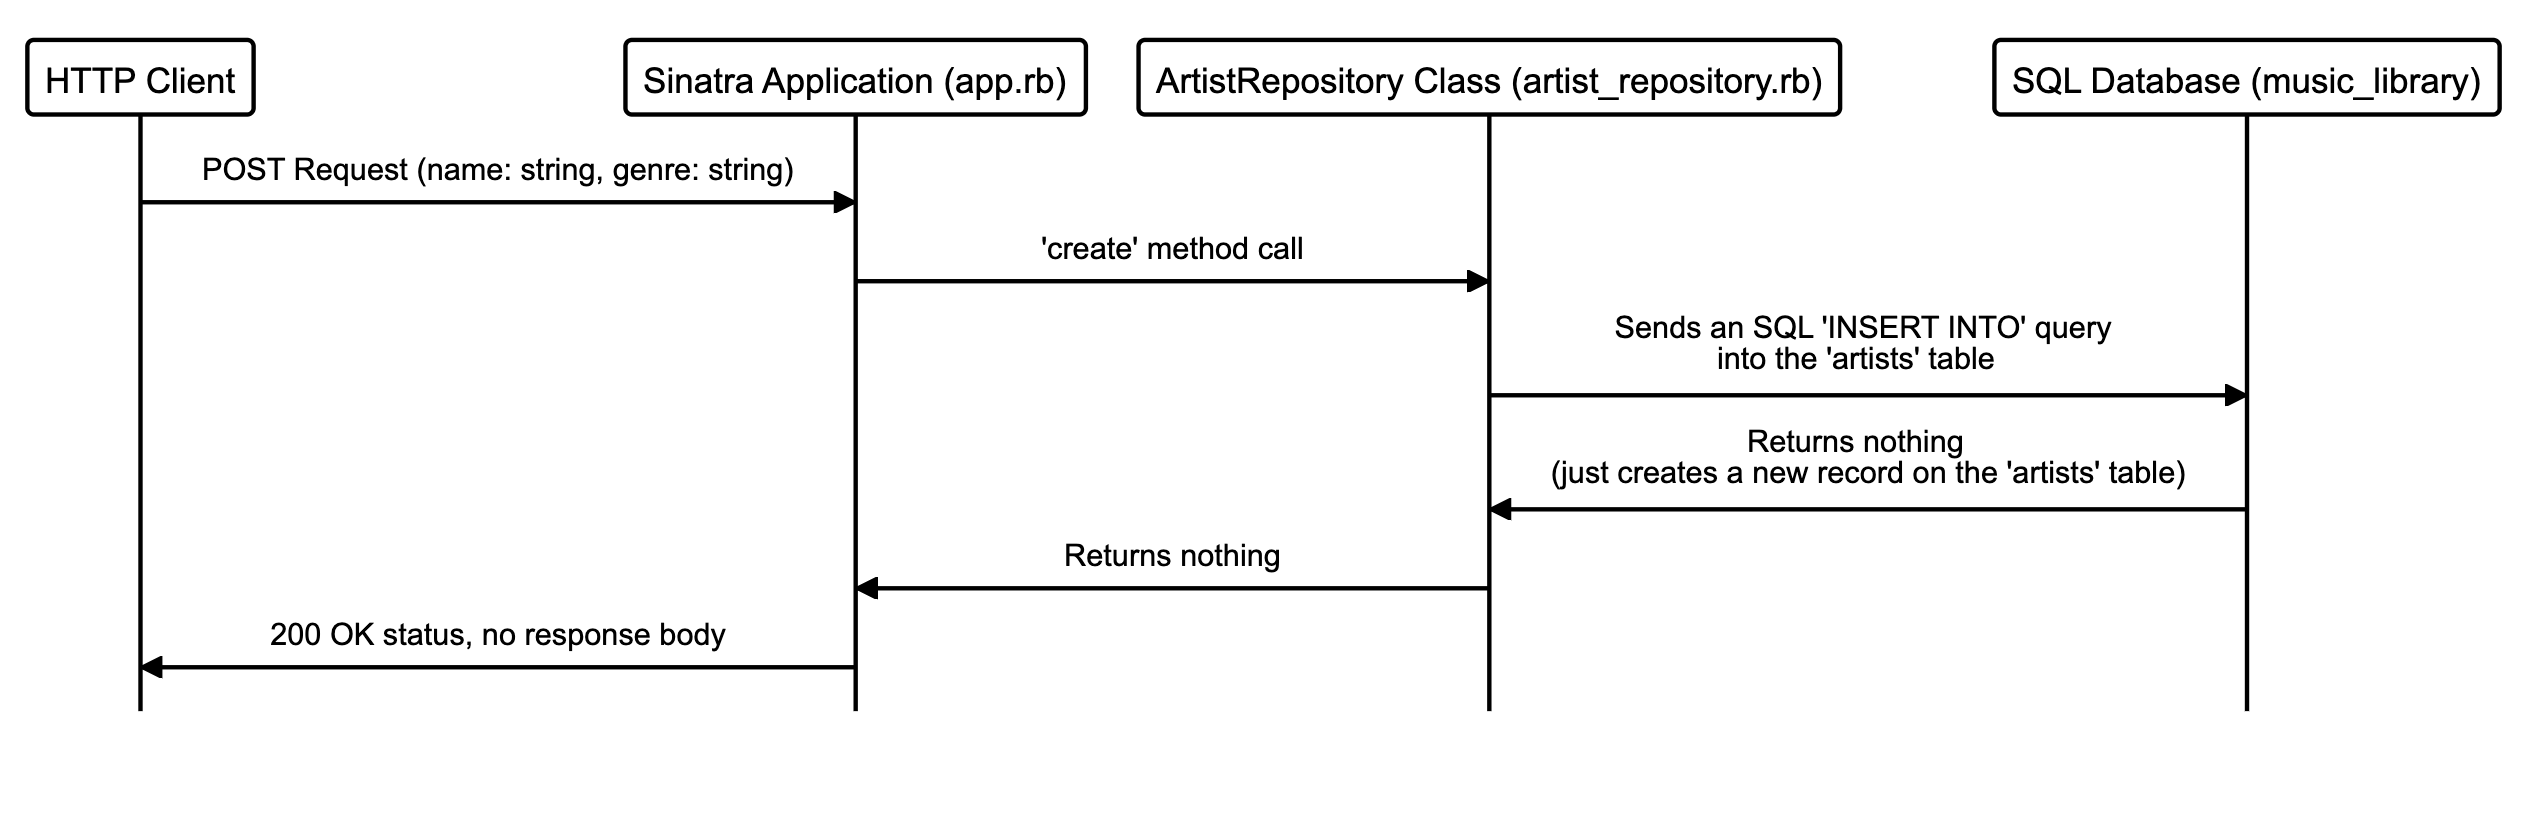 HTTP Client
Sinatra Application (app.rb)
ArtistRepository Class (artist_repository.rb)
SQL Database (music_library)
POST Request (name: string, genre: string)
'create' method call
Sends an SQL 'INSERT INTO' query
into the 'artists' table
Returns nothing
(just creates a new record on the 'artists' table)
Returns nothing
200 OK status, no response body